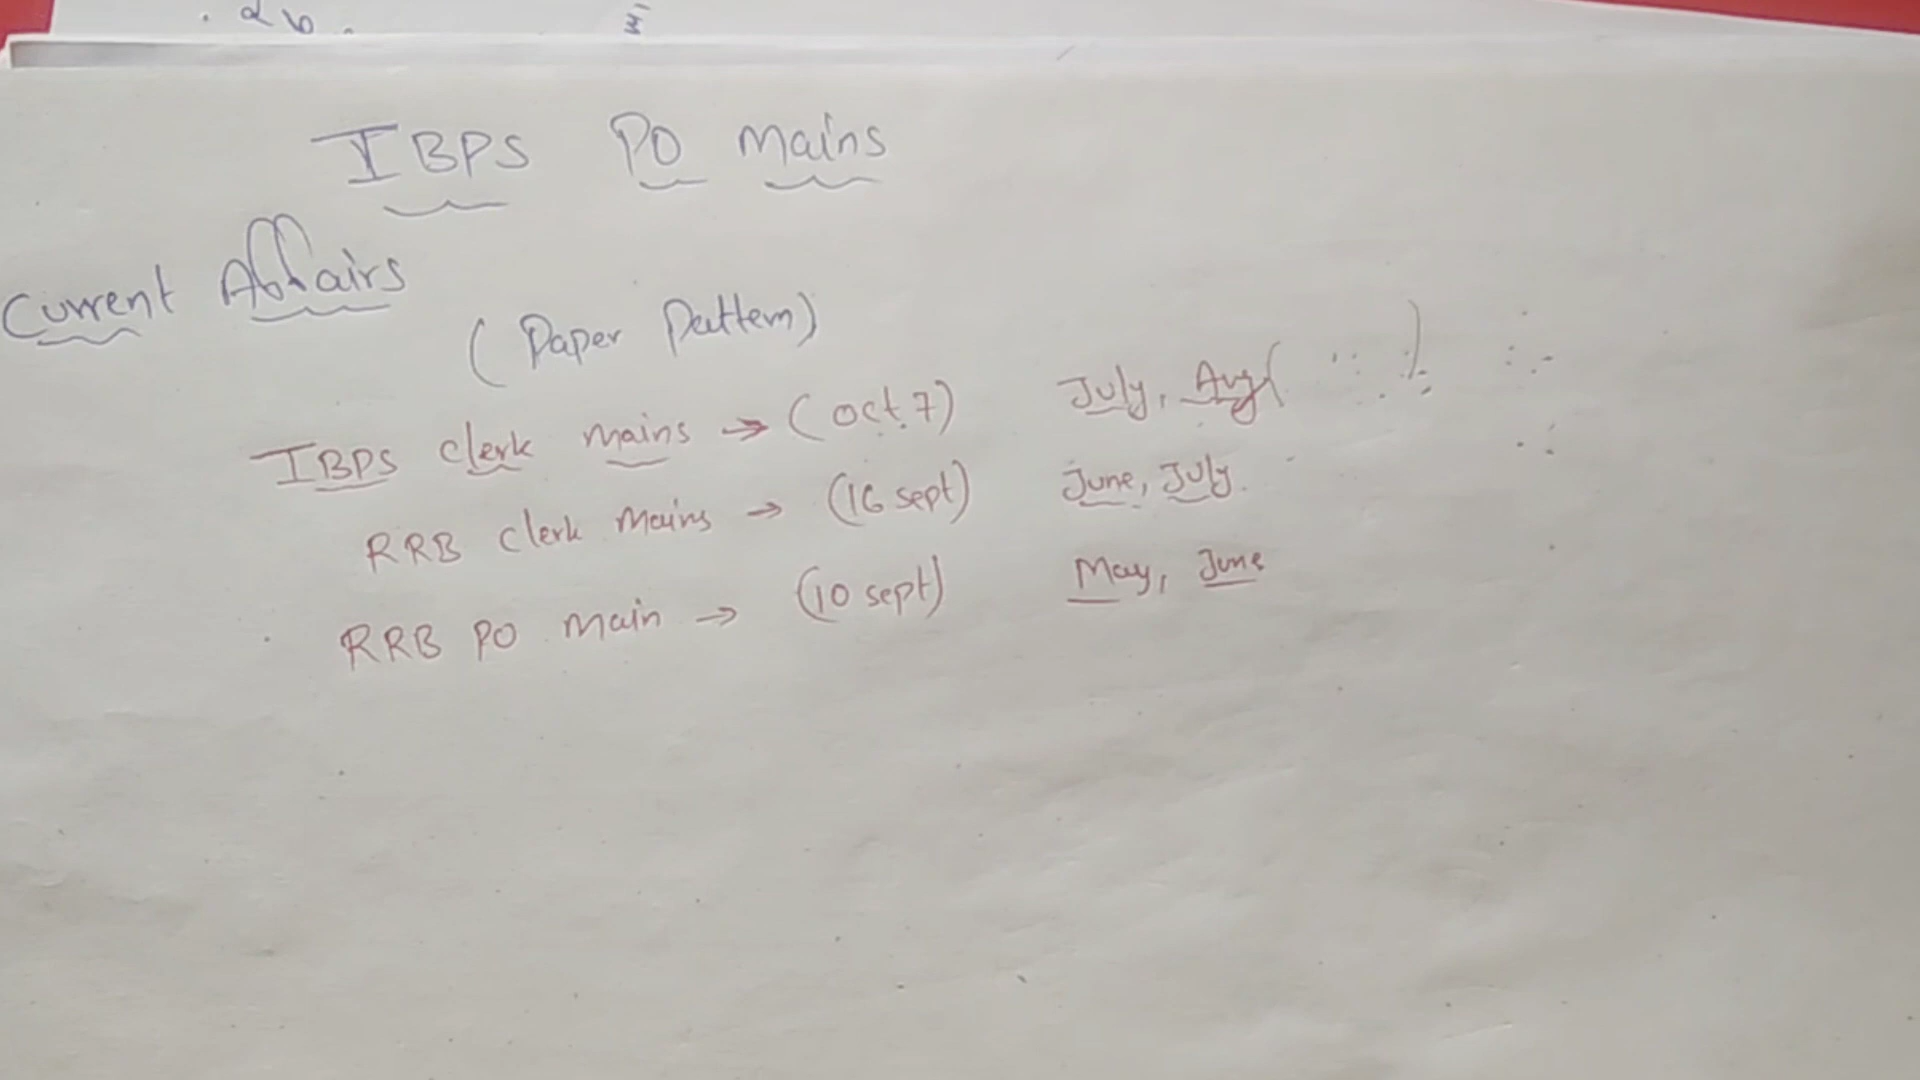 IBPS PO Mains
Current Affairs
(Paper Pattern)
IBPS clerk mains → (oct 7) July, Aug (   )
RRB clerk Mains → (16 sept) June, July.
RRB PO main → (10 sept) May, June